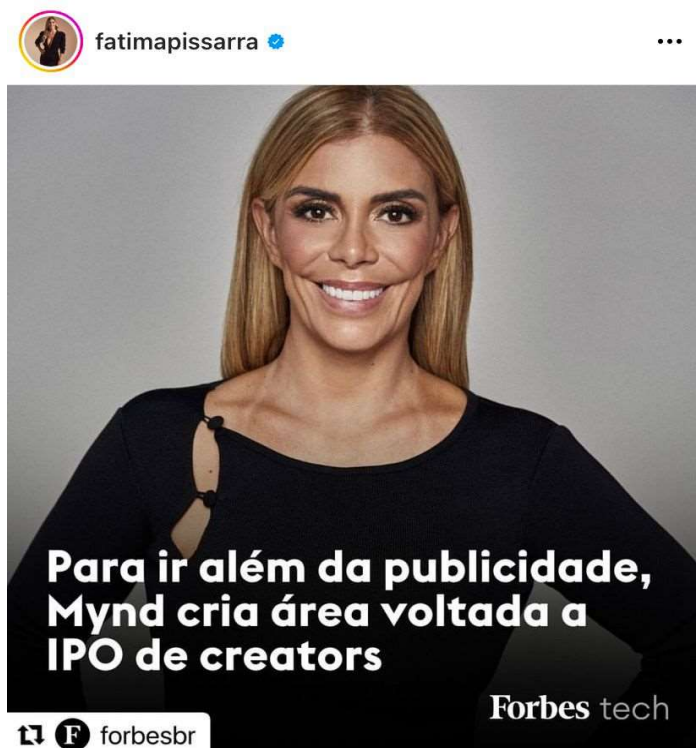 fatimapissarra
Para ir além da publicidade,
Mynd cria área voltada a
IPO de creators
Forbes tech
F forbesbr